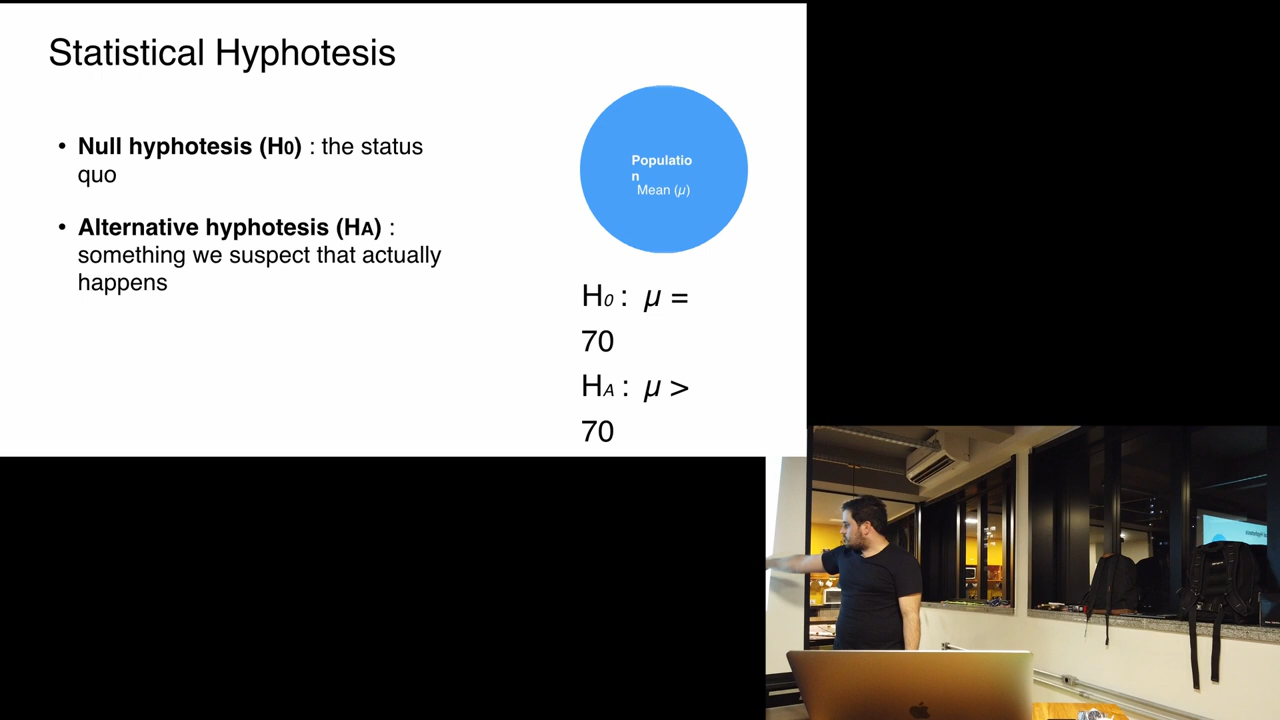 Statistical Hyphotesis
• Null hyphotesis (H0) : the status
quo
• Alternative hyphotesis (HA) :
something we suspect that actually
happens
Populatio
n
Mean (μ)
H0 : μ =
70
HA : μ >
70